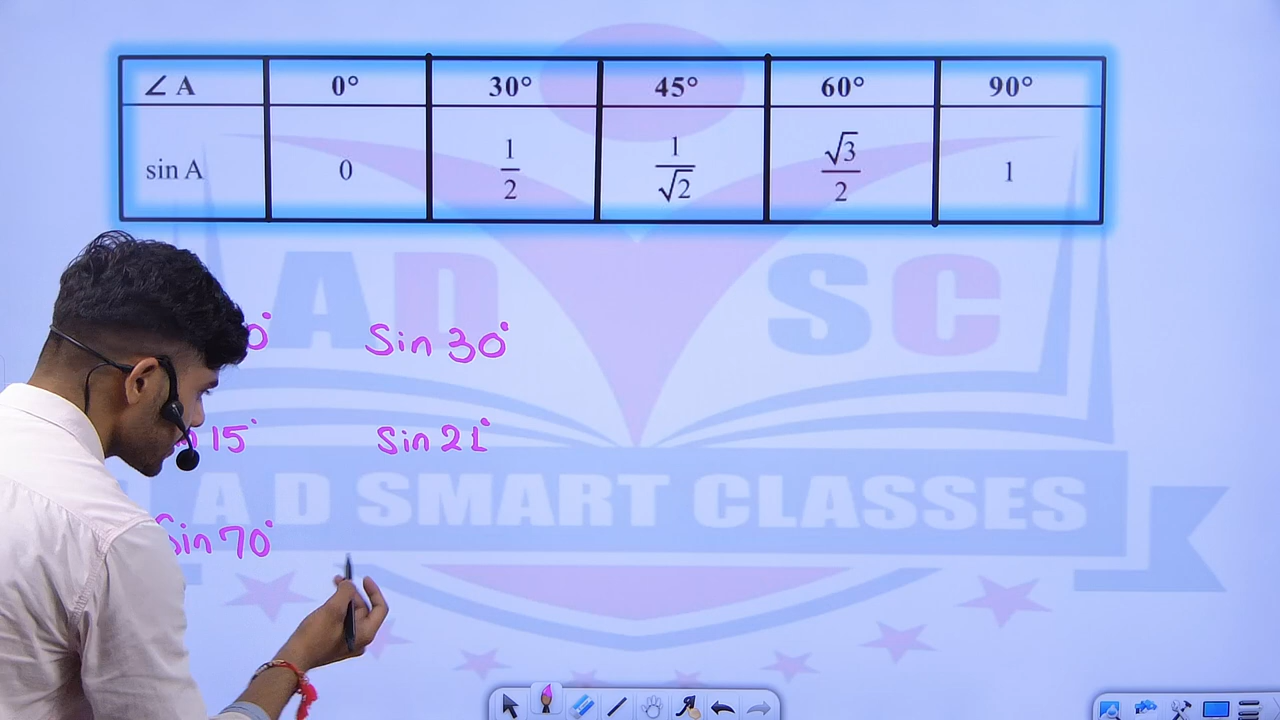 ∠ A 0° 30° 45° 60° 90°
sin A 0 1/2 1/√2 √3/2 1
AD SC
0° Sin 30°
15° Sin 21°
Sin 70°
A D SMART CLASSES